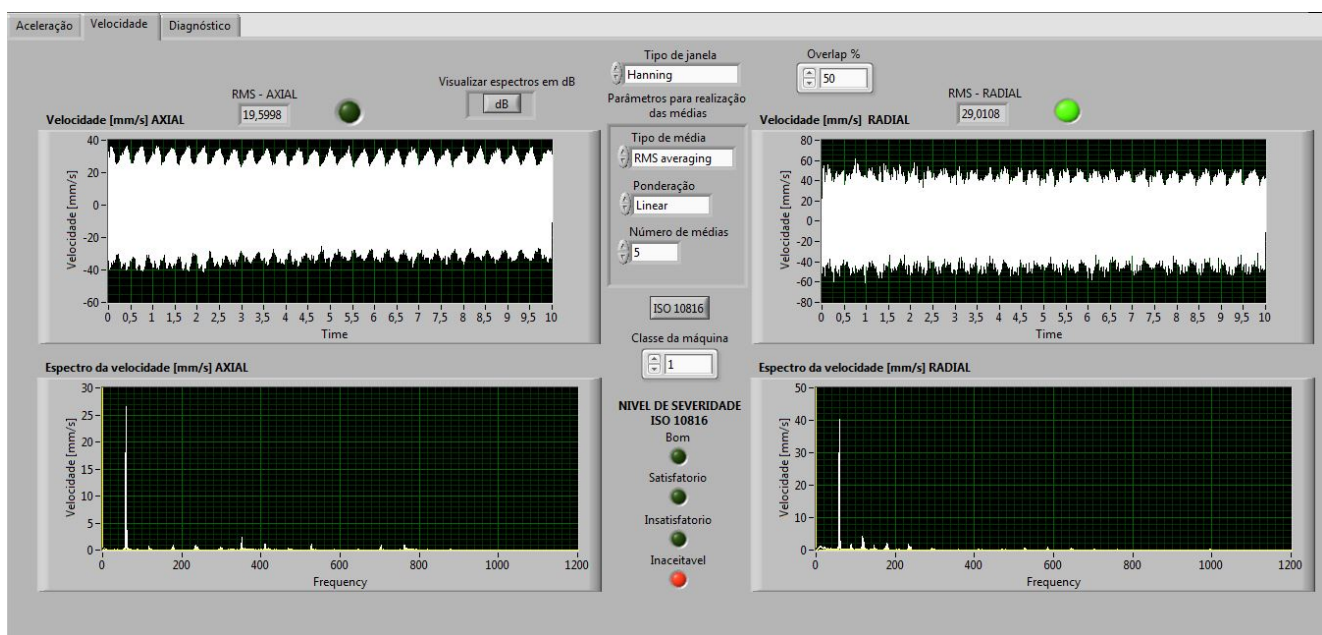 Aceleração Velocidade Diagnóstico
RMS - AXIAL
19,5998
Visualizar espectros em dB
dB
Velocidade [mm/s] AXIAL
Velocidade [mm/s]
40
20
0
-20
-40
-60
0 0,5 1 1,5 2 2,5 3 3,5 4 4,5 5 5,5 6 6,5 7 7,5 8 8,5 9 9,5 10
Time
Espectro da velocidade [mm/s] AXIAL
Velocidade [mm/s]
30
25
20
15
10
5
0
0 200 400 600 800 1000 1200
Frequency
Tipo de janela
Hanning
Parâmetros para realização
das médias
Tipo de média
RMS averaging
Ponderação
Linear
Número de médias
5
ISO 10816
Classe da máquina
1
NIVEL DE SEVERIDADE
ISO 10816
Bom
Satisfatorio
Insatisfatorio
Inaceitavel
Overlap %
50
RMS - RADIAL
29,0108
Velocidade [mm/s] RADIAL
Velocidade [mm/s]
80
60
40
20
0
-20
-40
-60
-80
0 0,5 1 1,5 2 2,5 3 3,5 4 4,5 5 5,5 6 6,5 7 7,5 8 8,5 9 9,5 10
Time
Espectro da velocidade [mm/s] RADIAL
Velocidade [mm/s]
50
40
30
20
10
0
0 200 400 600 800 1000 1200
Frequency